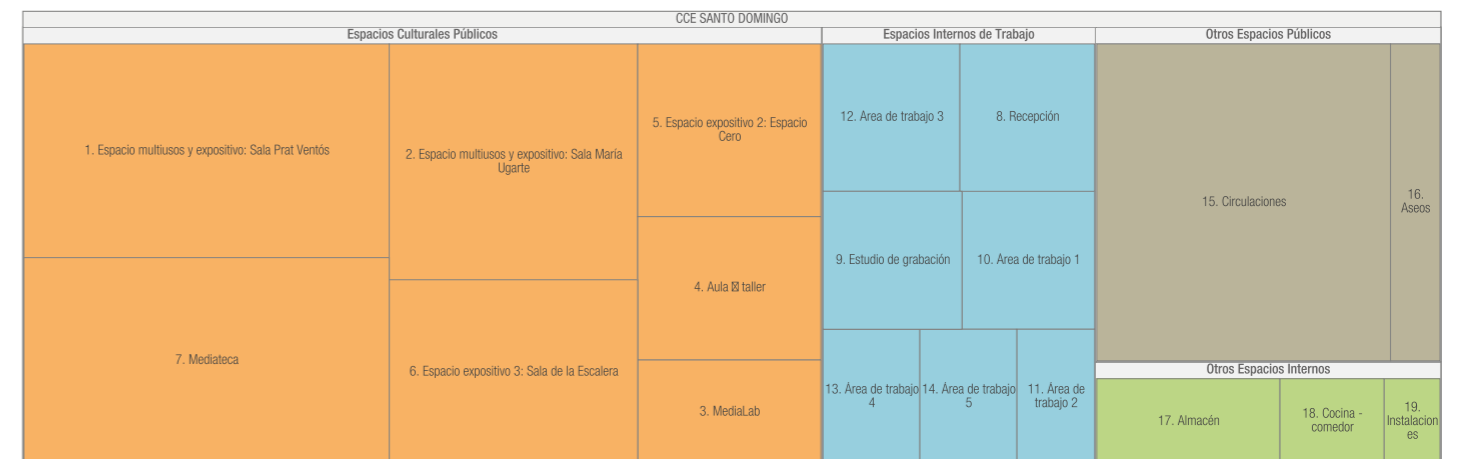 CCE SANTO DOMINGO
Espacios Culturales Públicos
Espacios Internos de Trabajo
Otros Espacios Públicos
1. Espacio multiusos y expositivo: Sala Prat Ventós
2. Espacio multiusos y expositivo: Sala María
Ugarte
5. Espacio expositivo 2: Espacio
Cero
12. Área de trabajo 3
8. Recepción
15. Circulaciones
16.
Aseos
9. Estudio de grabación
10. Área de trabajo 1
4. Aula ⊠ taller
7. Mediateca
6. Espacio expositivo 3: Sala de la Escalera
3. MediaLab
13. Área de trabajo
4
14. Área de trabajo
5
11. Área de
trabajo 2
Otros Espacios Internos
17. Almacén
18. Cocina -
comedor
19.
Instalacion
es